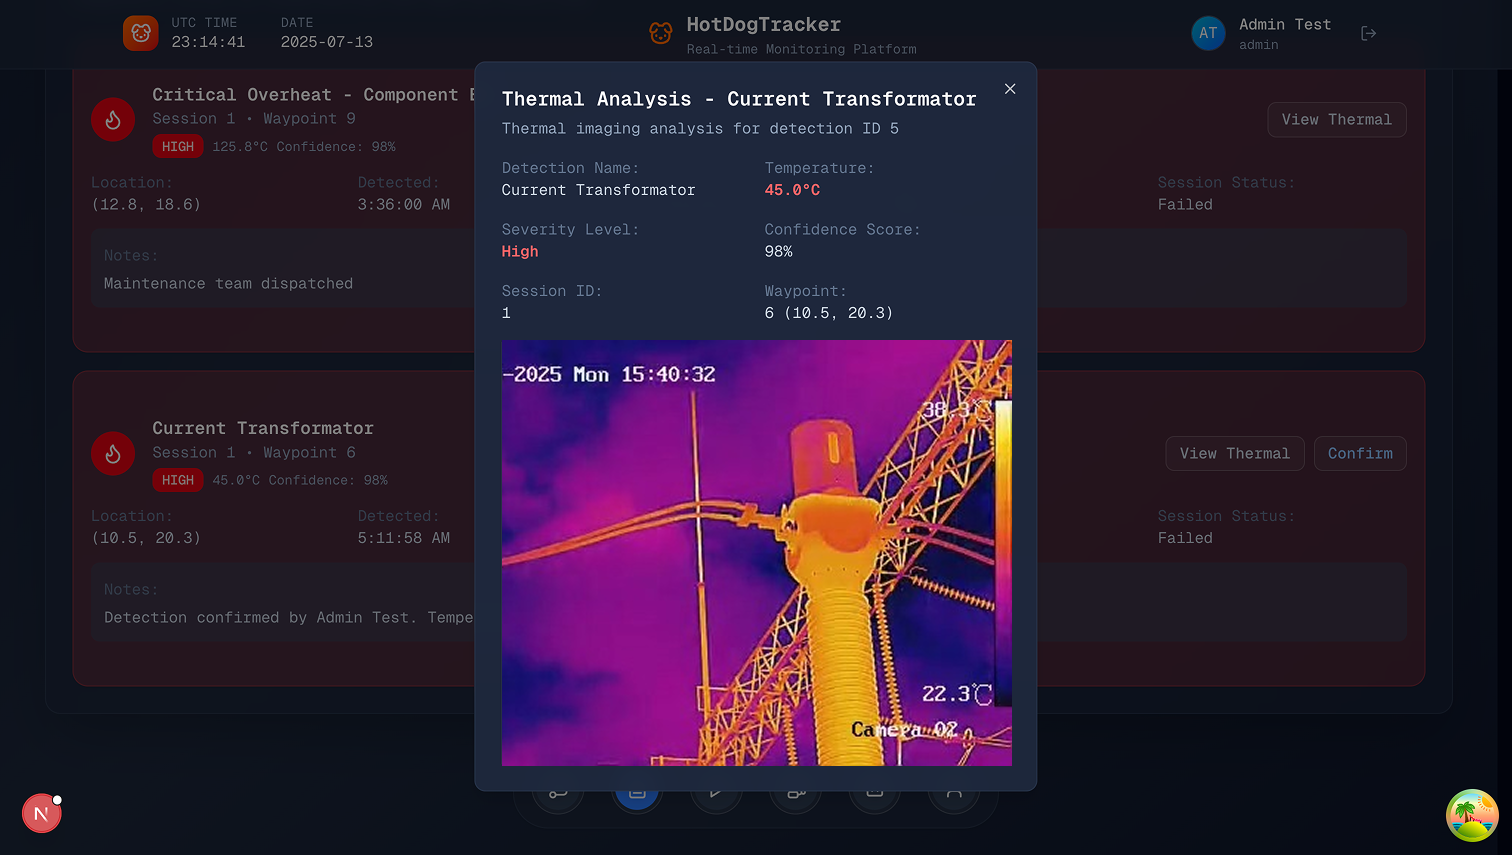 UTC TIME
23:14:41
DATE
2025-07-13
HotDogTracker
Real-time Monitoring Platform
AT
Admin Test
admin
Critical Overheat - Component
Session 1 • Waypoint 9
HIGH 125.8°C Confidence: 98%
View Thermal
Location:
(12.8, 18.6)
Detected:
3:36:00 AM
Session Status:
Failed
Notes:
Maintenance team dispatched
Current Transformator
Session 1 • Waypoint 6
HIGH 45.0°C Confidence: 98%
View Thermal
Confirm
Location:
(10.5, 20.3)
Detected:
5:11:58 AM
Session Status:
Failed
Notes:
Detection confirmed by Admin Test. Tempe
Thermal Analysis - Current Transformator
Thermal imaging analysis for detection ID 5
Detection Name:
Current Transformator
Temperature:
45.0°C
Severity Level:
High
Confidence Score:
98%
Session ID:
1
Waypoint:
6 (10.5, 20.3)
-2025 Mon 15:40:32
38.3°C
22.3°C
Camera 02
N